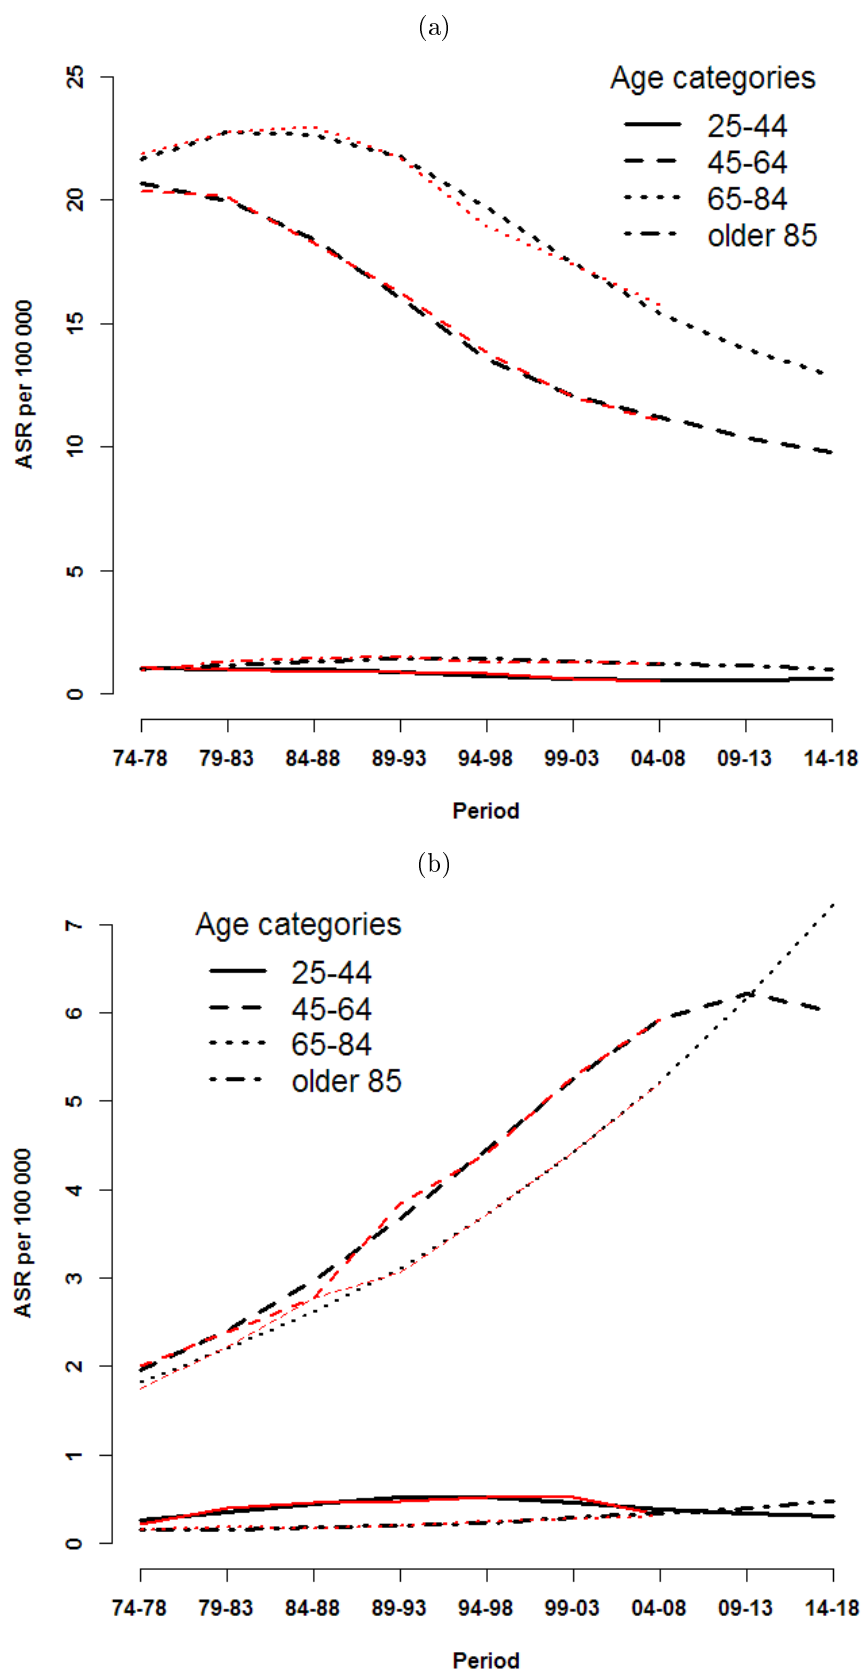 (a)
Age categories
25-44
45-64
65-84
older 85
ASR per 100 000
25
20
15
10
5
0
74-78 79-83 84-88 89-93 94-98 99-03 04-08 09-13 14-18
Period
(b)
Age categories
25-44
45-64
65-84
older 85
ASR per 100 000
7
6
5
4
3
2
1
0
74-78 79-83 84-88 89-93 94-98 99-03 04-08 09-13 14-18
Period